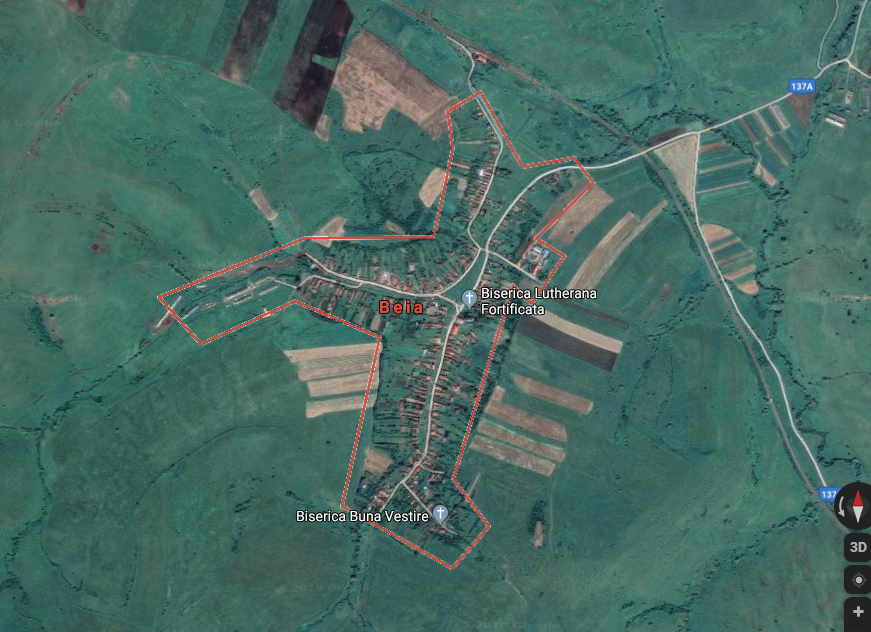 137A
Beia
Biserica Lutherana
Fortificata
137
Biserica Buna Vestire
3D